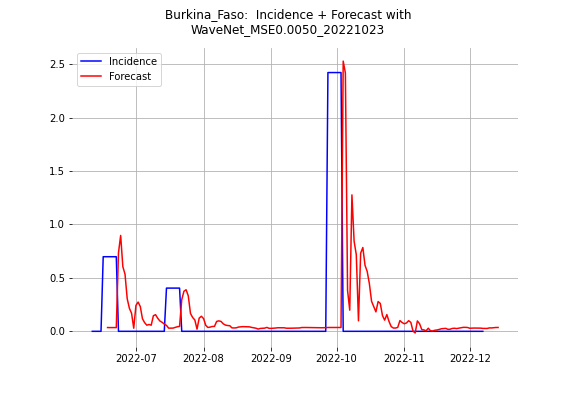 Burkina_Faso:  Incidence + Forecast with
WaveNet_MSE0.0050_20221023
Incidence
Forecast
2.5
2.0
1.5
1.0
0.5
0.0
2022-07 2022-08 2022-09 2022-10 2022-11 2022-12